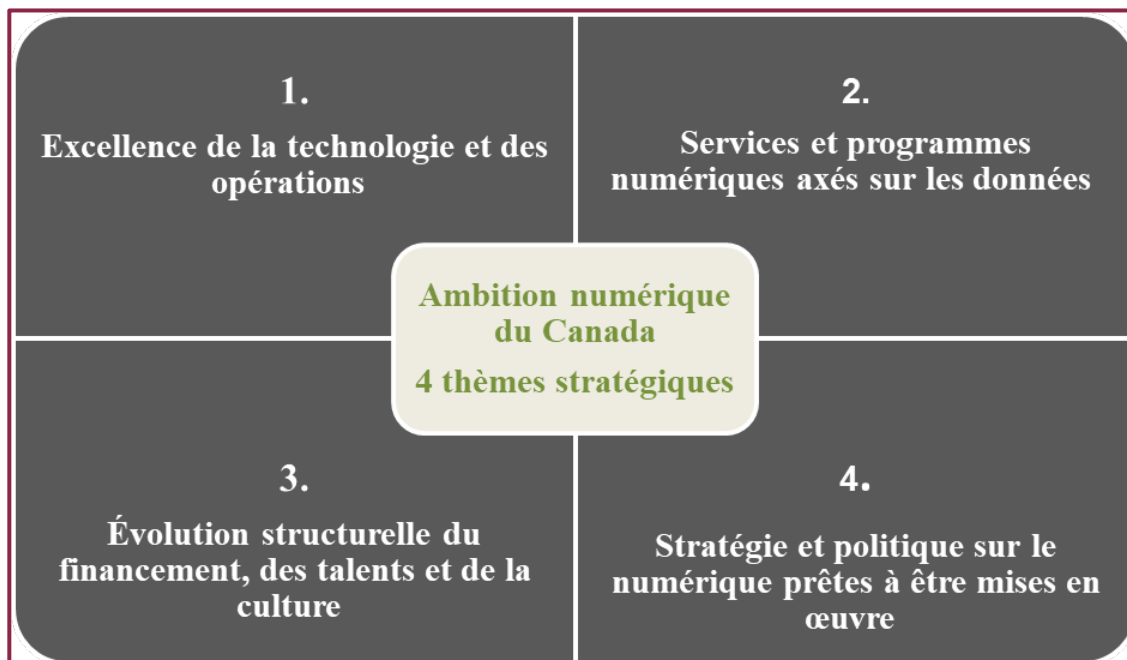 1.
Excellence de la technologie et des
opérations
2.
Services et programmes
numériques axés sur les données
Ambition numérique
du Canada
4 thèmes stratégiques
3.
Évolution structurelle du
financement, des talents et de la
culture
4.
Stratégie et politique sur le
numérique prêtes à être mises en
œuvre